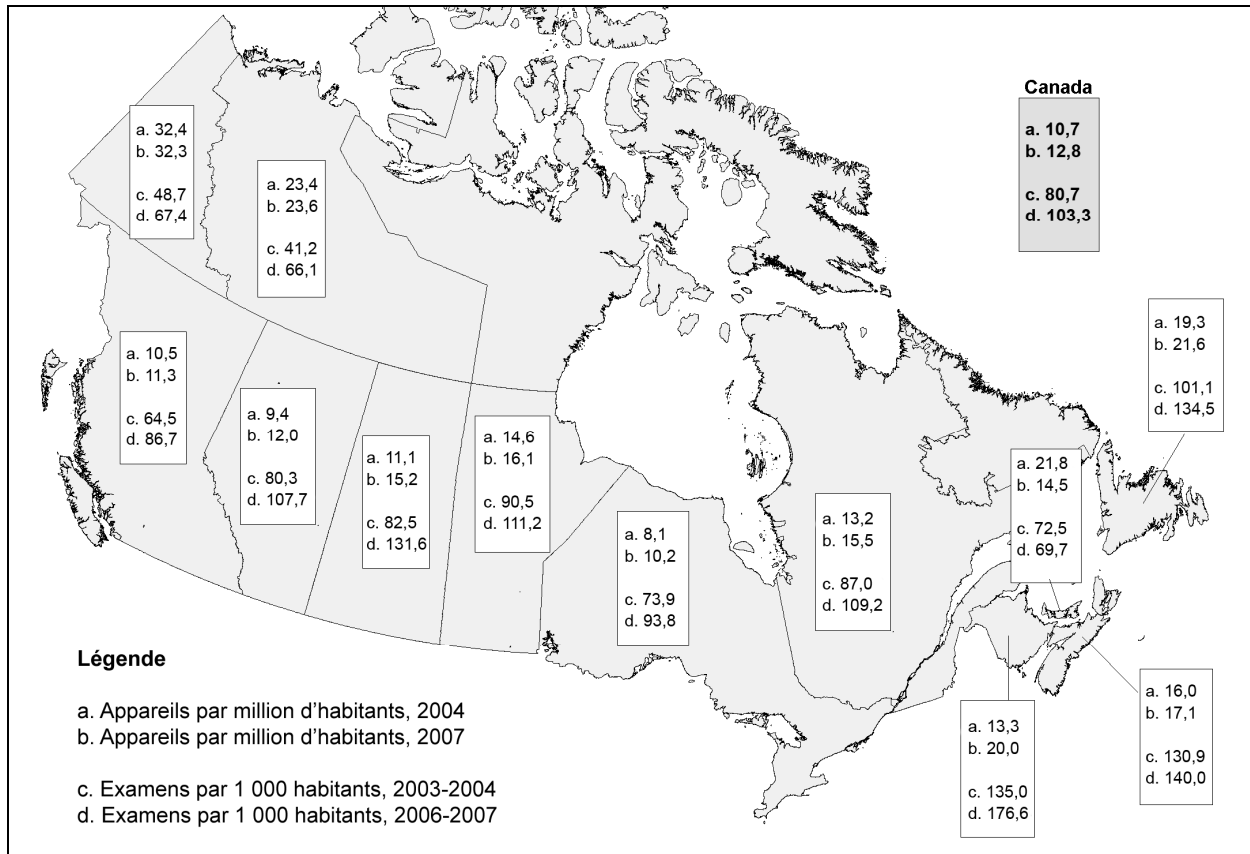 Canada
a. 10,7
b. 12,8
c. 80,7
d. 103,3
a. 32,4
b. 32,3
c. 48,7
d. 67,4
a. 23,4
b. 23,6
c. 41,2
d. 66,1
a. 19,3
b. 21,6
c. 101,1
d. 134,5
a. 10,5
b. 11,3
c. 64,5
d. 86,7
a. 9,4
b. 12,0
c. 80,3
d. 107,7
a. 11,1
b. 15,2
c. 82,5
d. 131,6
a. 14,6
b. 16,1
c. 90,5
d. 111,2
a. 8,1
b. 10,2
c. 73,9
d. 93,8
a. 13,2
b. 15,5
c. 87,0
d. 109,2
a. 21,8
b. 14,5
c. 72,5
d. 69,7
a. 13,3
b. 20,0
c. 135,0
d. 176,6
a. 16,0
b. 17,1
c. 130,9
d. 140,0
Légende
a. Appareils par million d’habitants, 2004
b. Appareils par million d’habitants, 2007
c. Examens par 1 000 habitants, 2003-2004
d. Examens par 1 000 habitants, 2006-2007